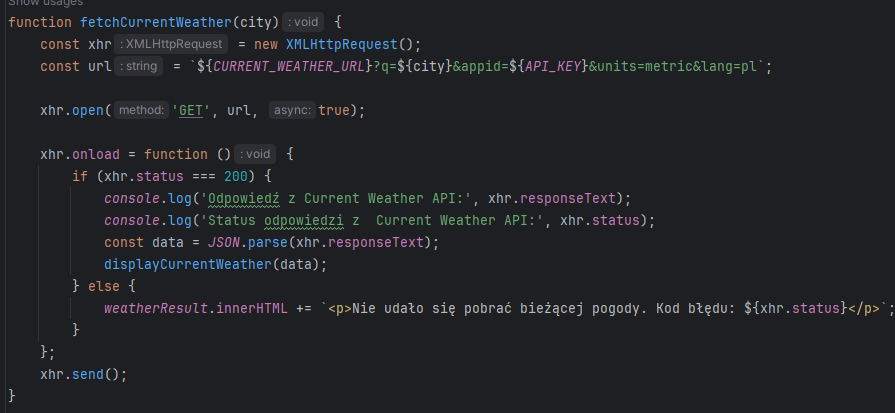 Show usages
function fetchCurrentWeather(city) : void {
const xhr : XMLHttpRequest = new XMLHttpRequest();
const url : string = `${CURRENT_WEATHER_URL}?q=${city}&appid=${API_KEY}&units=metric&lang=pl`;
xhr.open( method: 'GET', url, async: true);
xhr.onload = function () : void {
if (xhr.status === 200) {
console.log('Odpowiedź z Current Weather API:', xhr.responseText);
console.log('Status odpowiedzi z  Current Weather API:', xhr.status);
const data = JSON.parse(xhr.responseText);
displayCurrentWeather(data);
} else {
weatherResult.innerHTML += `<p>Nie udało się pobrać bieżącej pogody. Kod błędu: ${xhr.status}</p>`;
}
};
xhr.send();
}